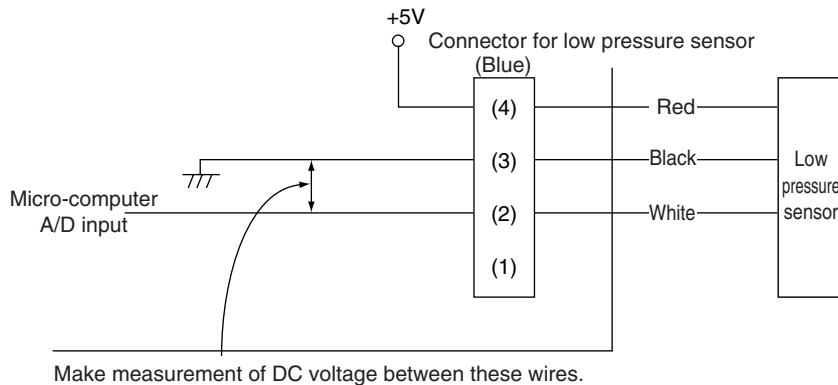 +5V
Connector for low pressure sensor
(Blue)
(4)
Red
(3)
Black
Low
pressure
sensor
Micro-computer
A/D input
(2)
White
(1)
Make measurement of DC voltage between these wires.